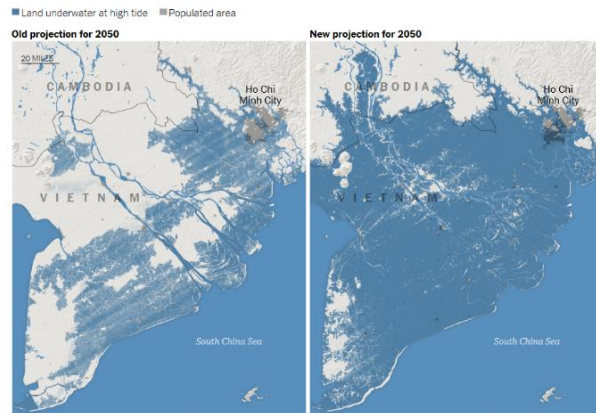 Land underwater at high tide Populated area
Old projection for 2050
New projection for 2050
20 MILES
CAMBODIA
Ho Chi
Minh City
VIETNAM
South China Sea
CAMBODIA
Ho Chi
Minh City
VIETNAM
South China Sea